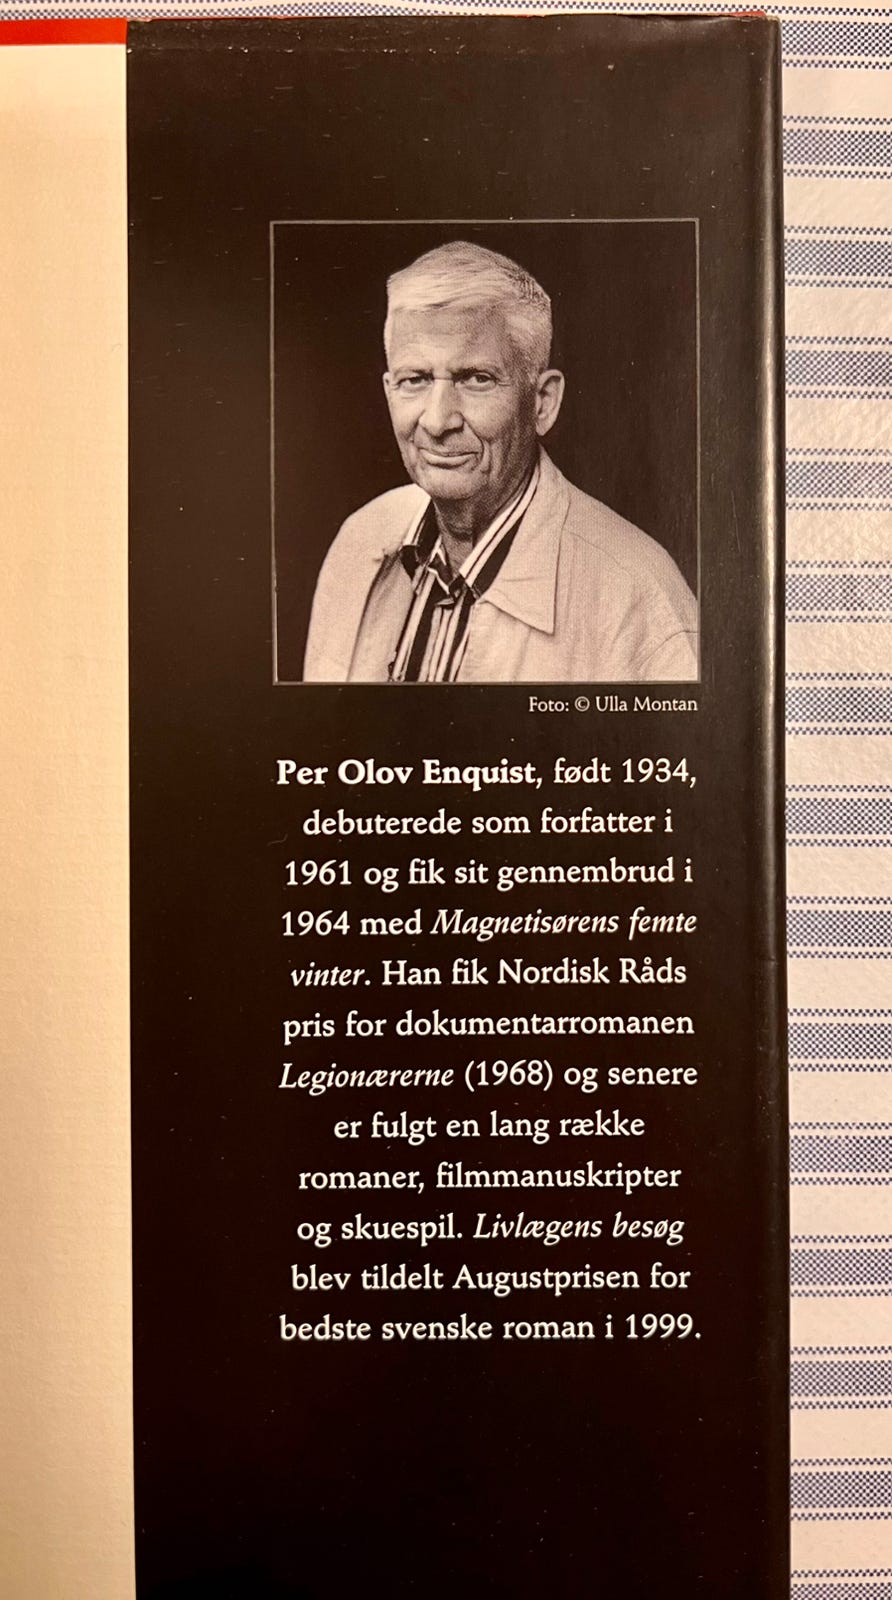 Foto: © Ulla Montan
Per Olov Enquist, født 1934,
debuterede som forfatter i
1961 og fik sit gennembrud i
1964 med Magnetisørens femte
vinter. Han fik Nordisk Råds
pris for dokumentarromanen
Legionærerne (1968) og senere
er fulgt en lang række
romaner, filmmanuskripter
og skuespil. Livlægens besøg
blev tildelt Augustprisen for
bedste svenske roman i 1999.